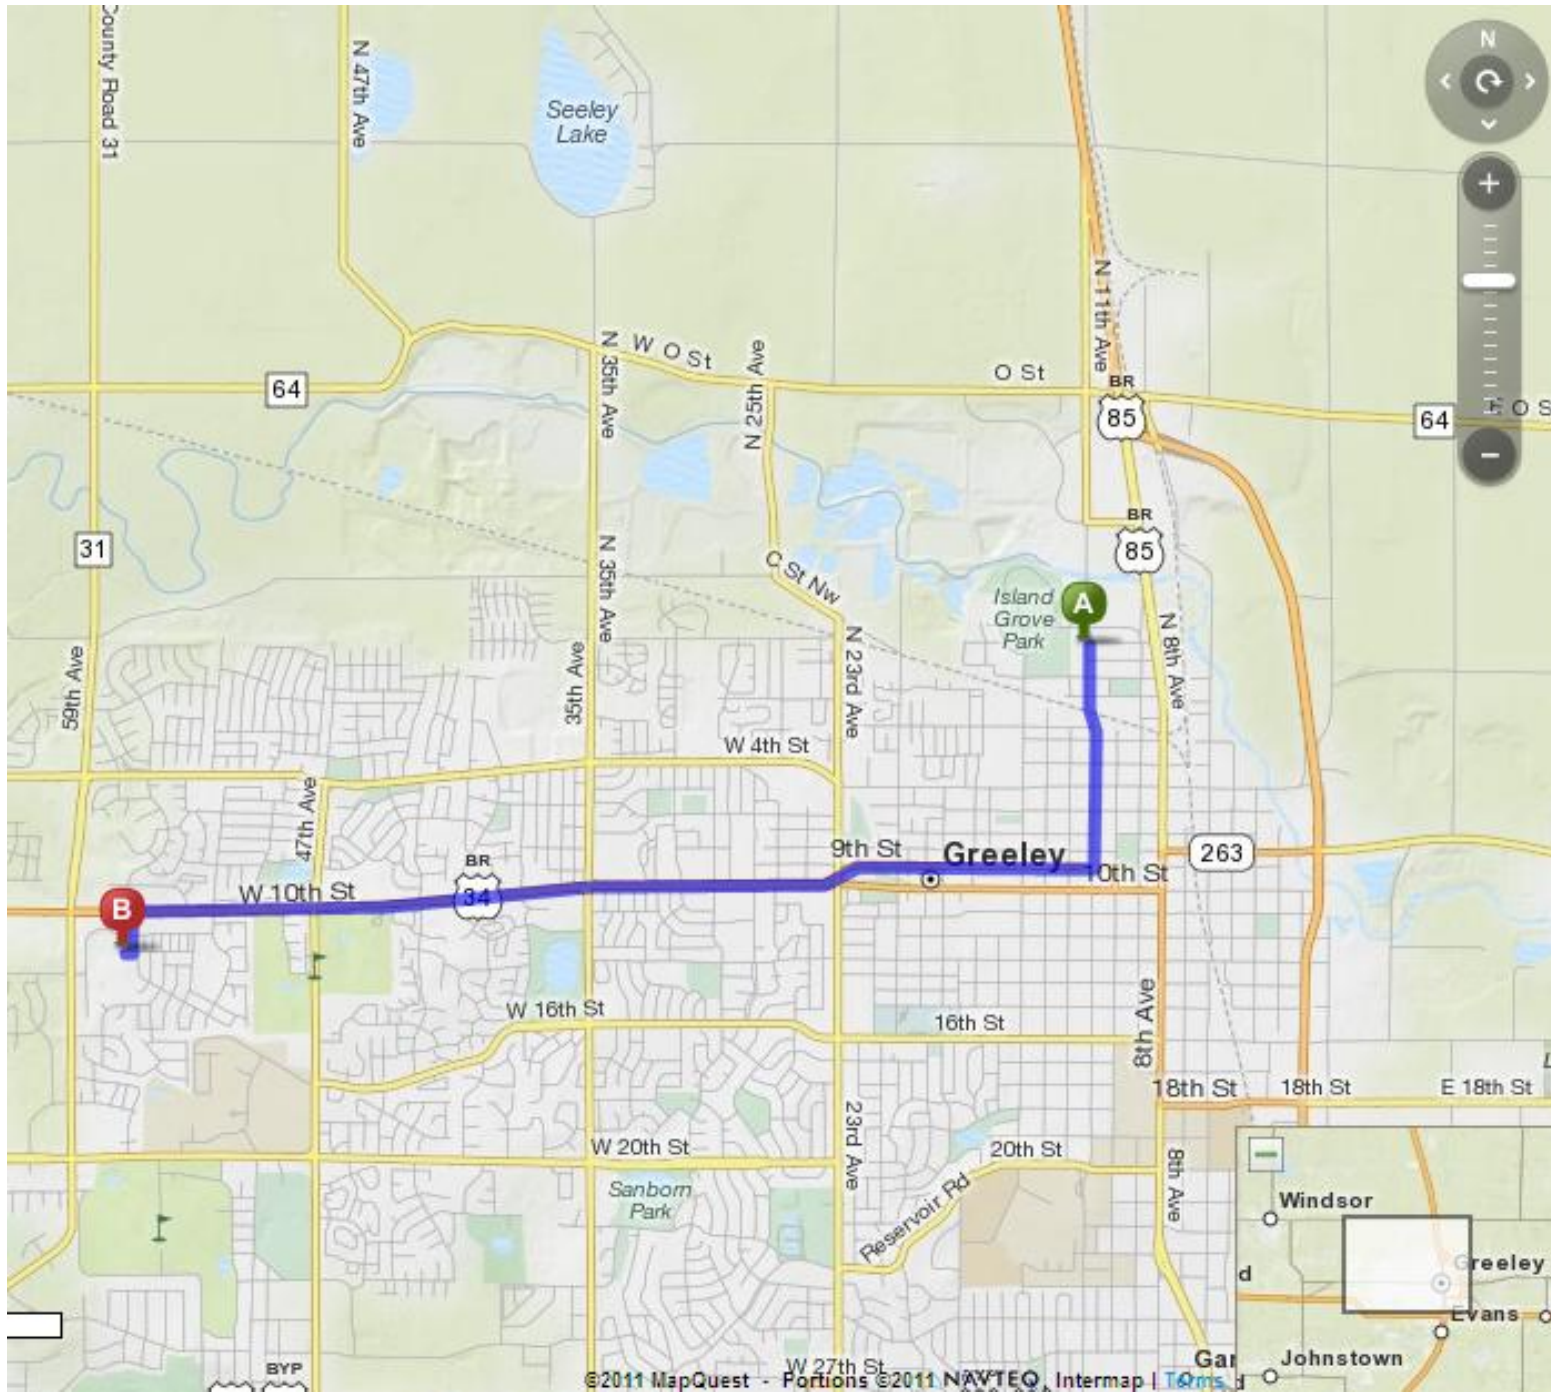 County Road 31
N 47th Ave
Seeley
Lake
N
N 11th Ave
N 35th Ave
W O St
N 25th Ave
O St
BR
85
64
64
O S
31
N 35th Ave
C St Nw
BR
85
Island
Grove
Park
A
N 8th Ave
N 23rd Ave
59th Ave
35th Ave
W 4th St
47th Ave
9th St
Greeley
10th St
263
BR
34
W 10th St
B
W 16th St
16th St
8th Ave
18th St
18th St
E 18th St
W 20th St
20th St
23rd Ave
8th Ave
Reservoir Rd
Sanborn
Park
Windsor
Greeley
d
Evans
Johnstown
BYP
W 27th St
Gar
©2011 MapQuest - Portions ©2011 NAVTEQ, Intermap | Terms